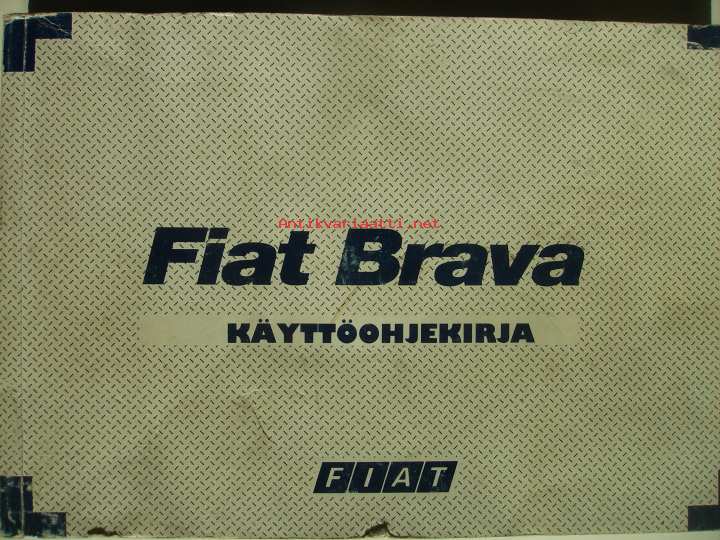 Antikvariaatti.net
Fiat Brava
KÄYTTÖOHJEKIRJA
FIAT